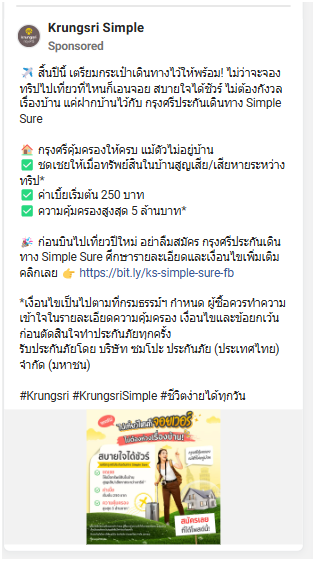 Krungsri Simple
Sponsored
✈️ สิ้นปีนี้ เตรียมกระเป๋าเดินทางไว้ให้พร้อม! ไม่ว่าจะจอง
ทริปไปเที่ยวที่ไหนก็เอนจอย สบายใจได้ชัวร์ ไม่ต้องกังวล
เรื่องบ้าน แค่ฝากบ้านไว้กับ กรุงศรีประกันเดินทาง Simple
Sure
🏠 กรุงศรีคุ้มครองให้ครบ แม้ตัวไม่อยู่บ้าน
✅ ชดเชยให้เมื่อทรัพย์สินในบ้านสูญเสีย/เสียหายระหว่าง
ทริป*
✅ ค่าเบี้ยเริ่มต้น 250 บาท
✅ ความคุ้มครองสูงสุด 5 ล้านบาท*
🎉 ก่อนบินไปเที่ยวปีใหม่ อย่าลืมสมัคร กรุงศรีประกันเดิน
ทาง Simple Sure ศึกษารายละเอียดและเงื่อนไขเพิ่มเติม
คลิกเลย 👉 https://bit.ly/ks-simple-sure-fb
*เงื่อนไขเป็นไปตามที่กรมธรรม์ฯ กำหนด ผู้ซื้อควรทำความ
เข้าใจในรายละเอียดความคุ้มครอง เงื่อนไขและข้อยกเว้น
ก่อนตัดสินใจทำประกันภัยทุกครั้ง
รับประกันภัยโดย บริษัท ซมโปะ ประกันภัย (ประเทศไทย)
จำกัด (มหาชน)
#Krungsri #KrungsriSimple #ชีวิตง่ายได้ทุกวัน
ไปเที่ยวไหนก็ จอยเวอร์
ไม่ต้องห่วงเรื่องบ้าน!
สบายใจได้ชัวร์
สมัครเลย
ที่โพสต์นี้!